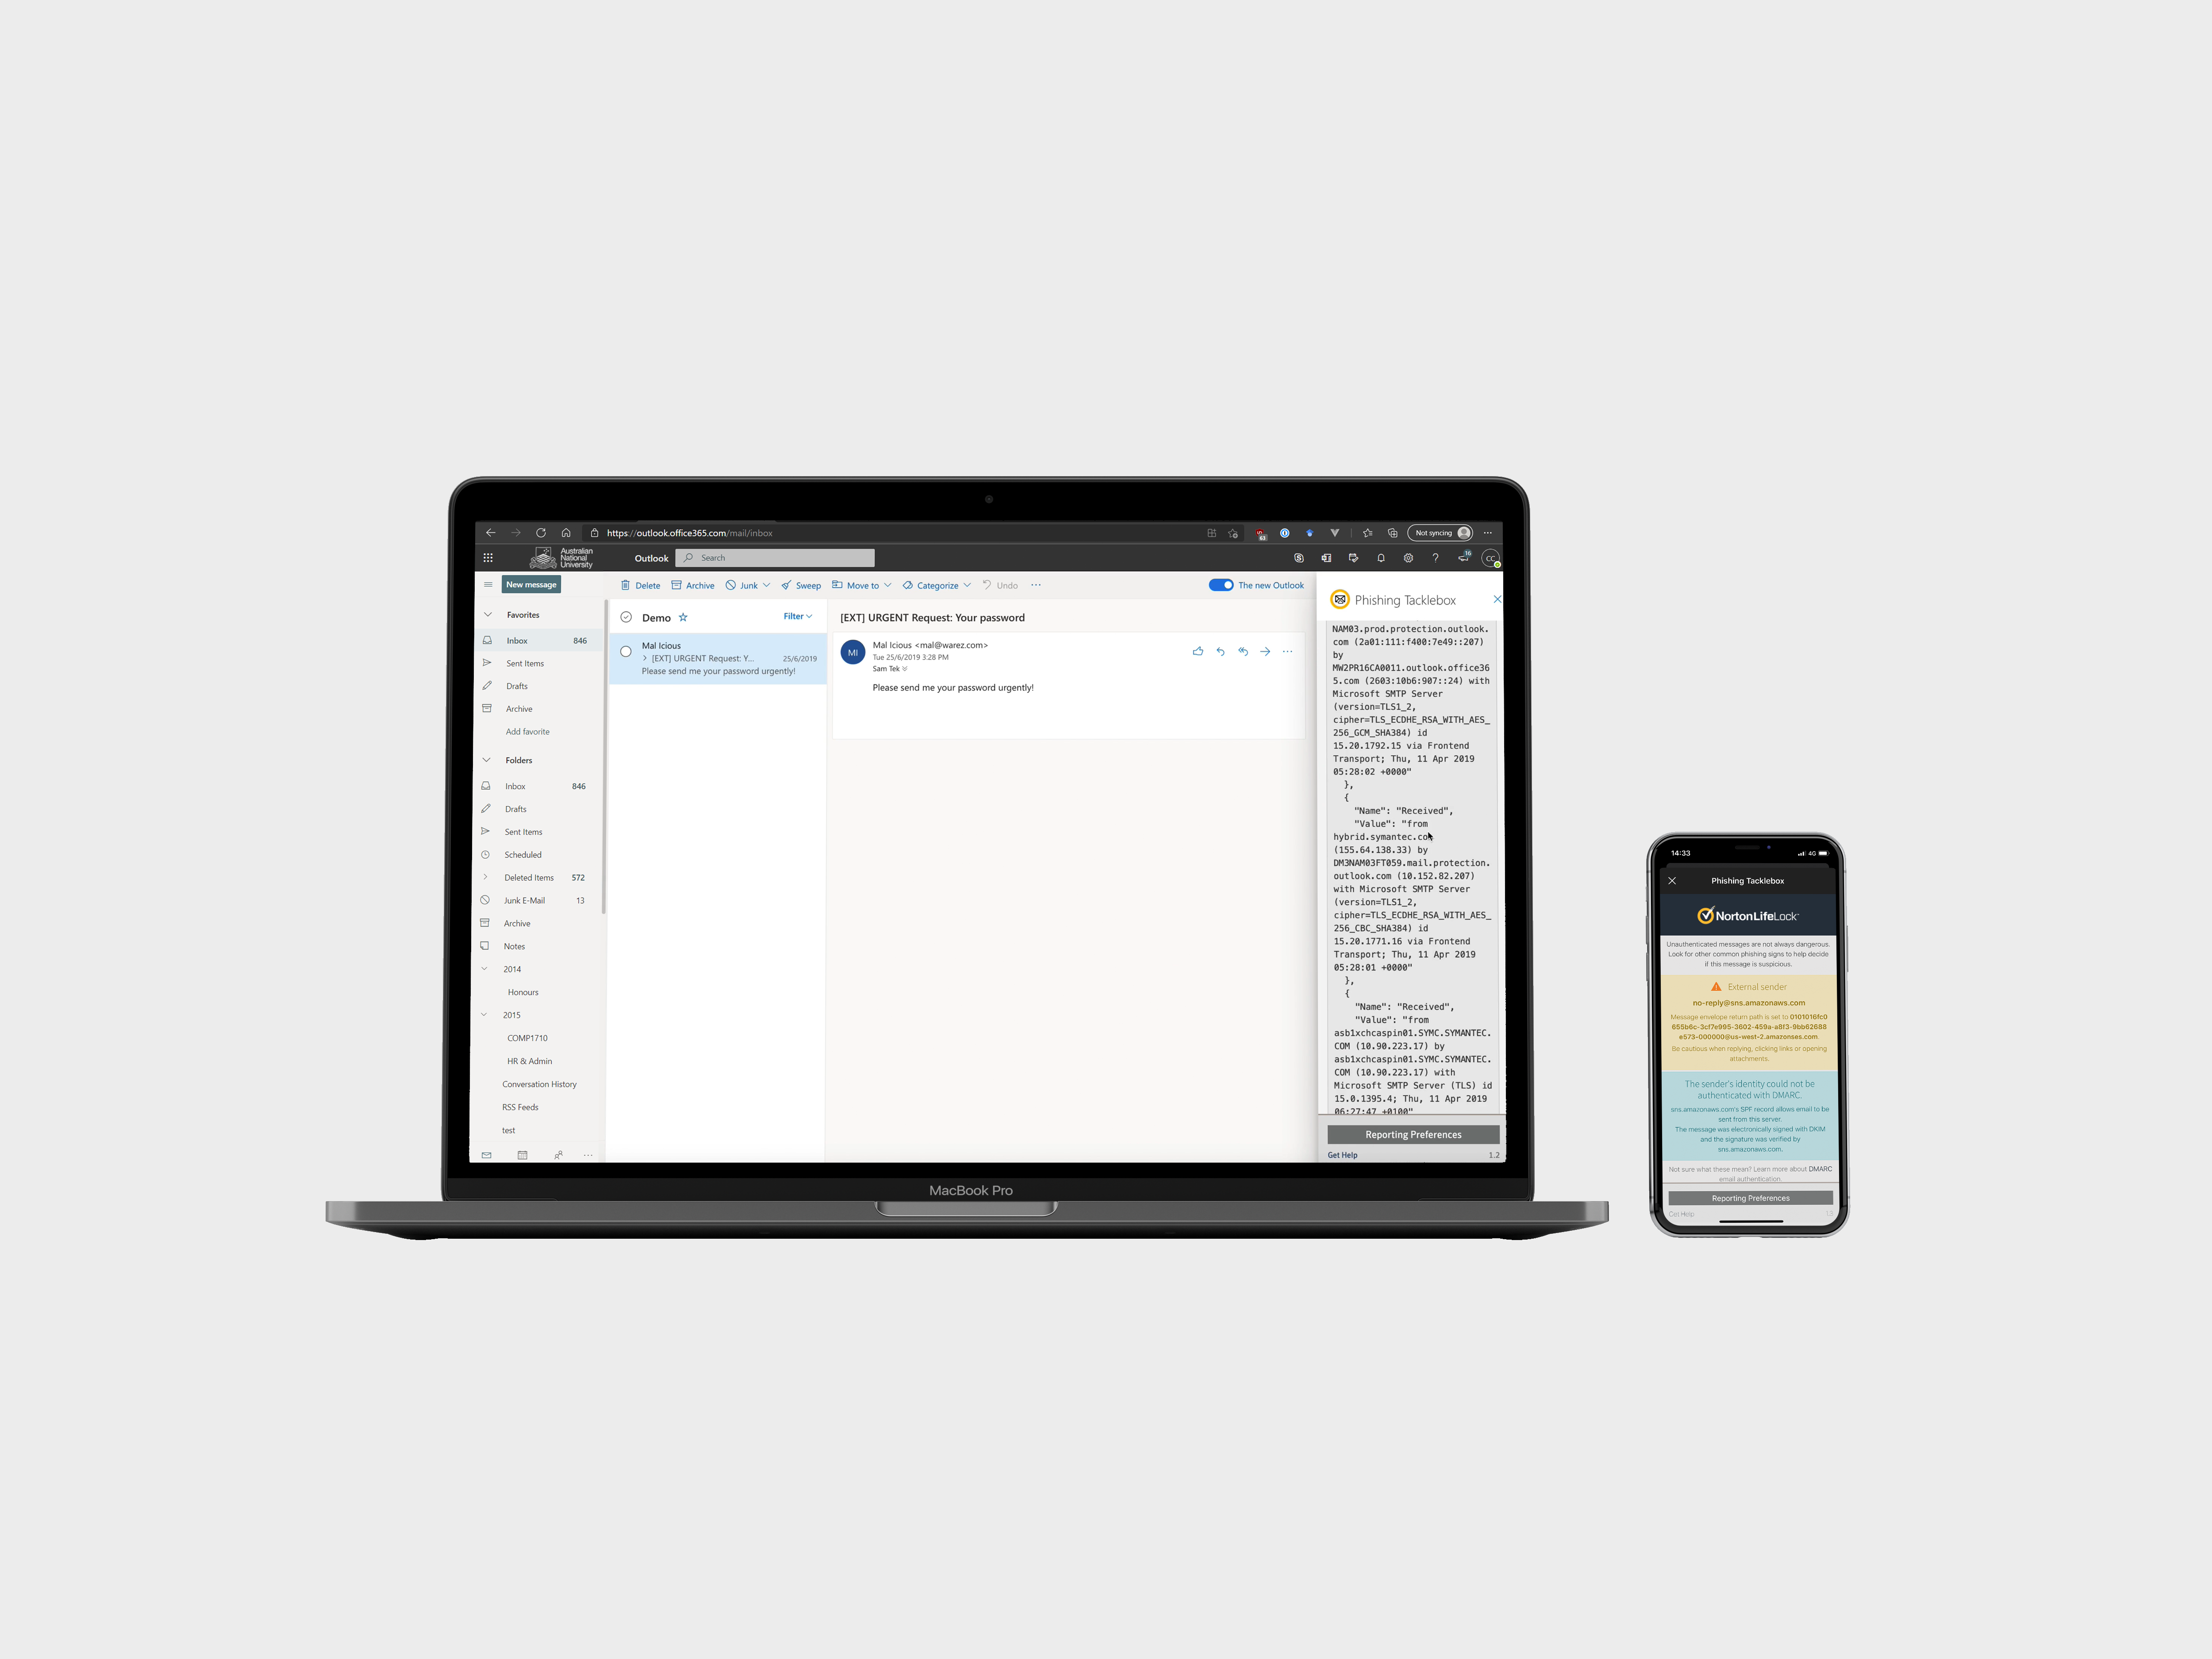 https://outlook.office365.com/mail/inbox
63
Not syncing
Australian
National
University
Outlook
Search
16
CC
New message
Delete
Archive
Junk
Sweep
Move to
Categorize
Undo
The new Outlook
Favorites
Inbox 846
Sent Items
Drafts
Archive
Add favorite
Folders
Inbox 846
Drafts
Sent Items
Scheduled
Deleted Items 572
Junk E-Mail 13
Archive
Notes
2014
Honours
2015
COMP1710
HR & Admin
Conversation History
RSS Feeds
test
Demo
Filter
Mal Icious
[EXT] URGENT Request: Y... 25/6/2019
Please send me your password urgently!
[EXT] URGENT Request: Your password
MI
Mal Icious <mal@warez.com>
Tue 25/6/2019 3:28 PM
Sam Tek
Please send me your password urgently!
Phishing Tacklebox
NAM03.prod.protection.outlook.
com (2a01:111:f400:7e49::207)
by
MW2PR16CA0011.outlook.office36
5.com (2603:10b6:907::24) with
Microsoft SMTP Server
(version=TLS1_2,
cipher=TLS_ECDHE_RSA_WITH_AES_
256_GCM_SHA384) id
15.20.1792.15 via Frontend
Transport; Thu, 11 Apr 2019
05:28:02 +0000"
},
{
"Name": "Received",
"Value": "from
hybrid.symantec.com
(155.64.138.33) by
DM3NAM03FT059.mail.protection.
outlook.com (10.152.82.207)
with Microsoft SMTP Server
(version=TLS1_2,
cipher=TLS_ECDHE_RSA_WITH_AES_
256_CBC_SHA384) id
15.20.1771.16 via Frontend
Transport; Thu, 11 Apr 2019
05:28:01 +0000"
},
{
"Name": "Received",
"Value": "from
asb1xchcaspin01.SYMC.SYMANTEC.
COM (10.90.223.17) by
asb1xchcaspin01.SYMC.SYMANTEC.
COM (10.90.223.17) with
Microsoft SMTP Server (TLS) id
15.0.1395.4; Thu, 11 Apr 2019
06:27:47 +0100"
Reporting Preferences
Get Help 1.2
MacBook Pro
14:33
4G
Phishing Tacklebox
NortonLifeLock
Unauthenticated messages are not always dangerous.
Look for other common phishing signs to help decide
if this message is suspicious.
External sender
no-reply@sns.amazonaws.com
Message envelope return path is set to 0101016fc0
655b6c-3cf7e995-3602-459a-a8f3-9bb62688
e573-000000@us-west-2.amazonses.com
Be cautious when replying, clicking links or opening
attachments.
The sender's identity could not be
authenticated with DMARC.
sns.amazonaws.com's SPF record allows email to be
sent from this server.
The message was electronically signed with DKIM
and the signature was verified by
sns.amazonaws.com.
Not sure what these mean? Learn more about DMARC
email authentication.
Reporting Preferences
Get Help